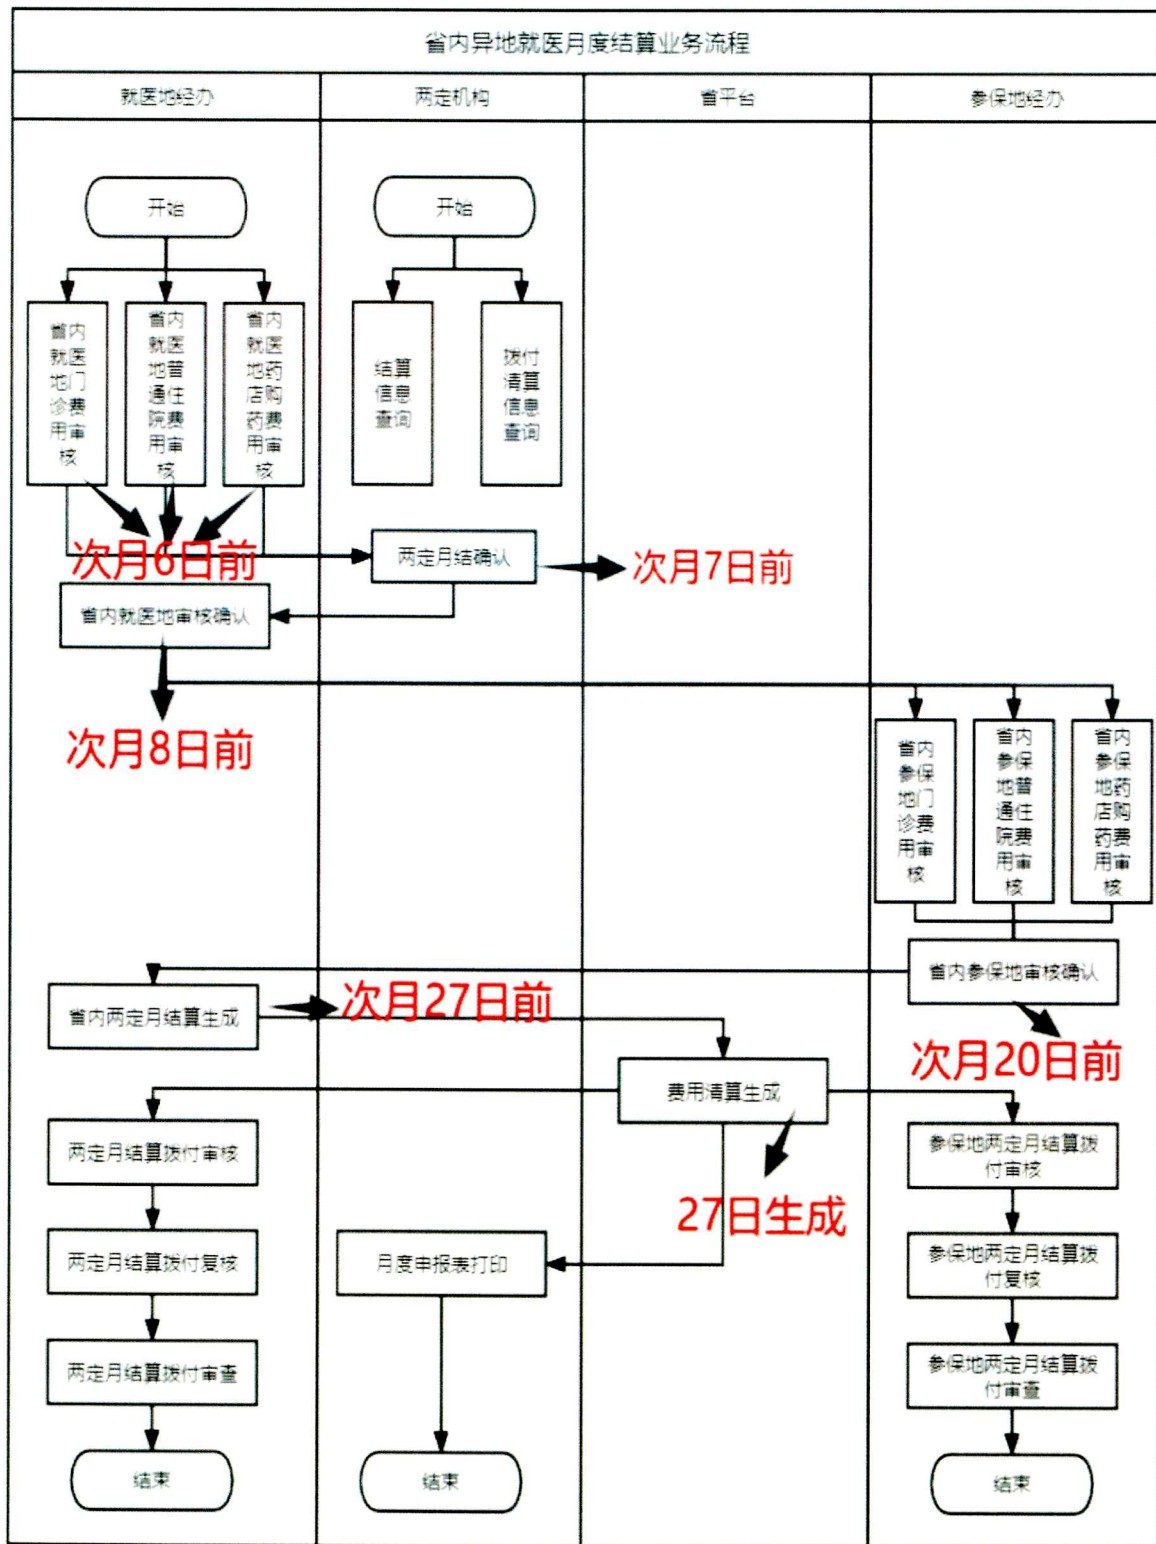 省内异地就医月度结算业务流程
就医地经办
两定机构
省平台
参保地经办
开始
开始
省内
就医
地门
诊费
用审
核
省内
就医
地普
通住
院费
用审
核
省内
就医
地药
店购
药费
用审
核
结算
信息
查询
拨付
清算
信息
查询
次月6日前
两定月结确认
次月7日前
省内就医地审核确认
次月8日前
省内
参保
地门
诊费
用审
核
省内
参保
地普
通住
院费
用审
核
省内
参保
地药
店购
药费
用审
核
省内参保地审核确认
次月20日前
省内两定月结算生成
次月27日前
费用清算生成
27日生成
两定月结算拨付审核
参保地两定月结算拨
付审核
两定月结算拨付复核
月度申报表打印
参保地两定月结算拨
付复核
两定月结算拨付审查
参保地两定月结算拨
付审查
结束
结束
结束